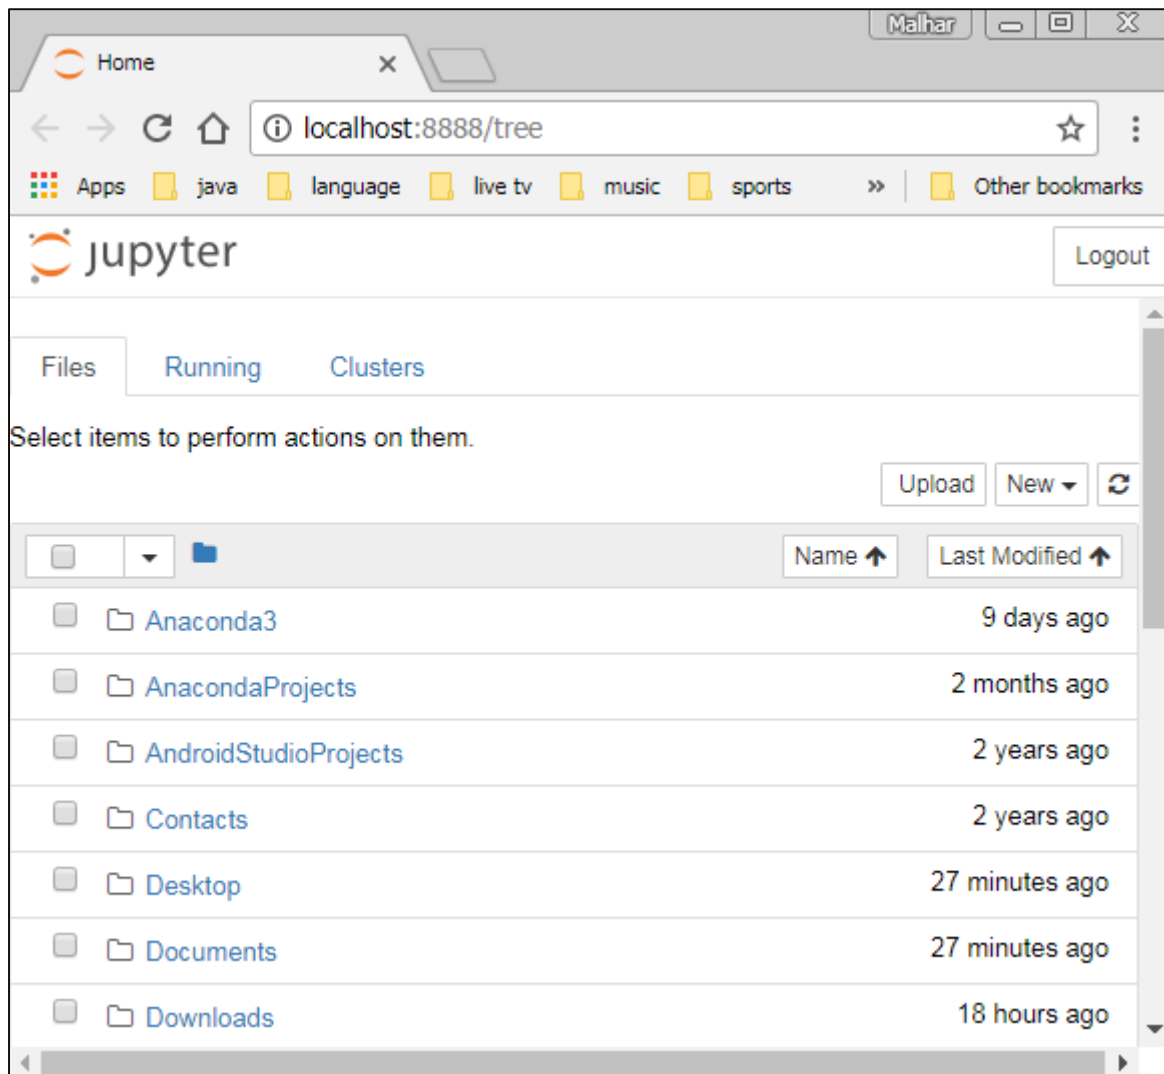 Malhar
Home
localhost:8888/tree
Apps java language live tv music sports » Other bookmarks
jupyter Logout
Files Running Clusters
Select items to perform actions on them.
Upload New
Name Last Modified
Anaconda3 9 days ago
AnacondaProjects 2 months ago
AndroidStudioProjects 2 years ago
Contacts 2 years ago
Desktop 27 minutes ago
Documents 27 minutes ago
Downloads 18 hours ago